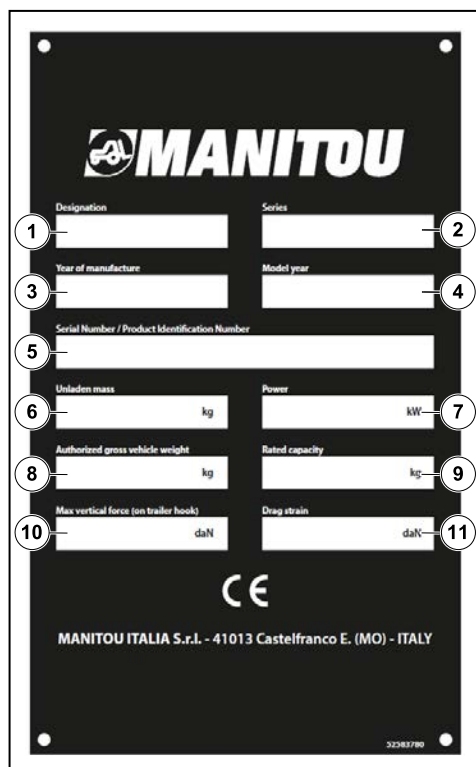 MANITOU
Designation Series
1 2
Year of manufacture Model year
3 4
Serial Number / Product Identification Number
5
Unladen mass Power
6 kg kW 7
Authorized gross vehicle weight Rated capacity
8 kg kg 9
Max vertical force (on trailer hook) Drag strain
10 daN daN 11
CE
MANITOU ITALIA S.r.l. - 41013 Castelfranco E. (MO) - ITALY
52583780